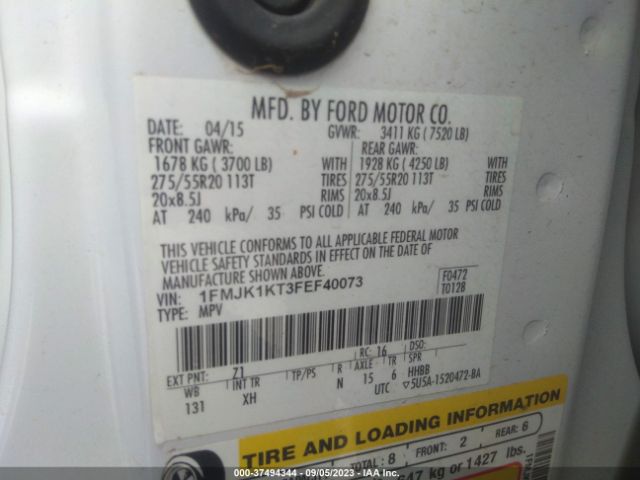 MFD. BY FORD MOTOR CO.
DATE: 04/15 GVWR: 3411 KG ( 7520 LB)
FRONT GAWR: REAR GAWR:
1678 KG ( 3700 LB) WITH 1928 KG ( 4250 LB) WITH
275/55R20 113T TIRES 275/55R20 113T TIRES
20x8.5J RIMS 20x8.5J RIMS
AT 240 kPa/ 35 PSI COLD AT 240 kPa/ 35 PSI COLD
THIS VEHICLE CONFORMS TO ALL APPLICABLE FEDERAL MOTOR
VEHICLE SAFETY STANDARDS IN EFFECT ON THE DATE OF
MANUFACTURE SHOWN ABOVE.
VIN: 1FMJK1KT3FEF40073 F0472
TYPE: MPV T0128
EXT PNT: Z1 RC: 16 DSO:
WB INT TR TP/PS R AXLE TR SPR
131 XH N 15 6 HHBB
UTC ▽5U5A-1520472-BA
TIRE AND LOADING INFORMATION
TOTAL: 8 FRONT: 2 REAR: 6
47 kg or 1427 lbs.
000-37494344 - 09/05/2023 - IAAI.com